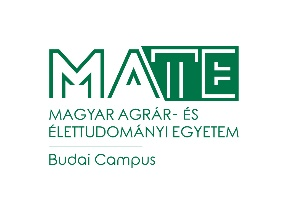 MATE
MAGYAR AGRÁR- ÉS
ÉLETTUDOMÁNYI EGYETEM
Budai Campus